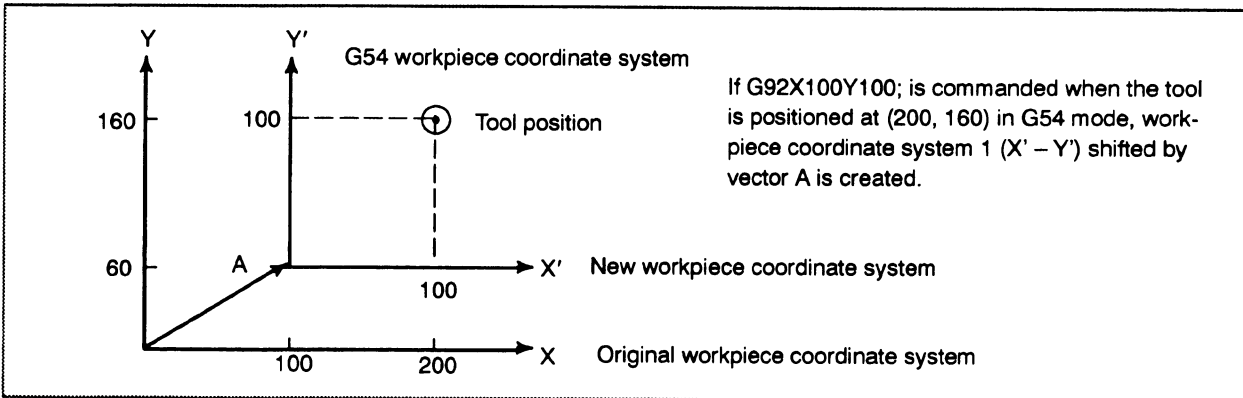 Y
Y'
G54 workpiece coordinate system
If G92X100Y100; is commanded when the tool
is positioned at (200, 160) in G54 mode, work-
piece coordinate system 1 (X' – Y') shifted by
vector A is created.
160
100
Tool position
60
A
X'
New workpiece coordinate system
100
100
200
X
Original workpiece coordinate system